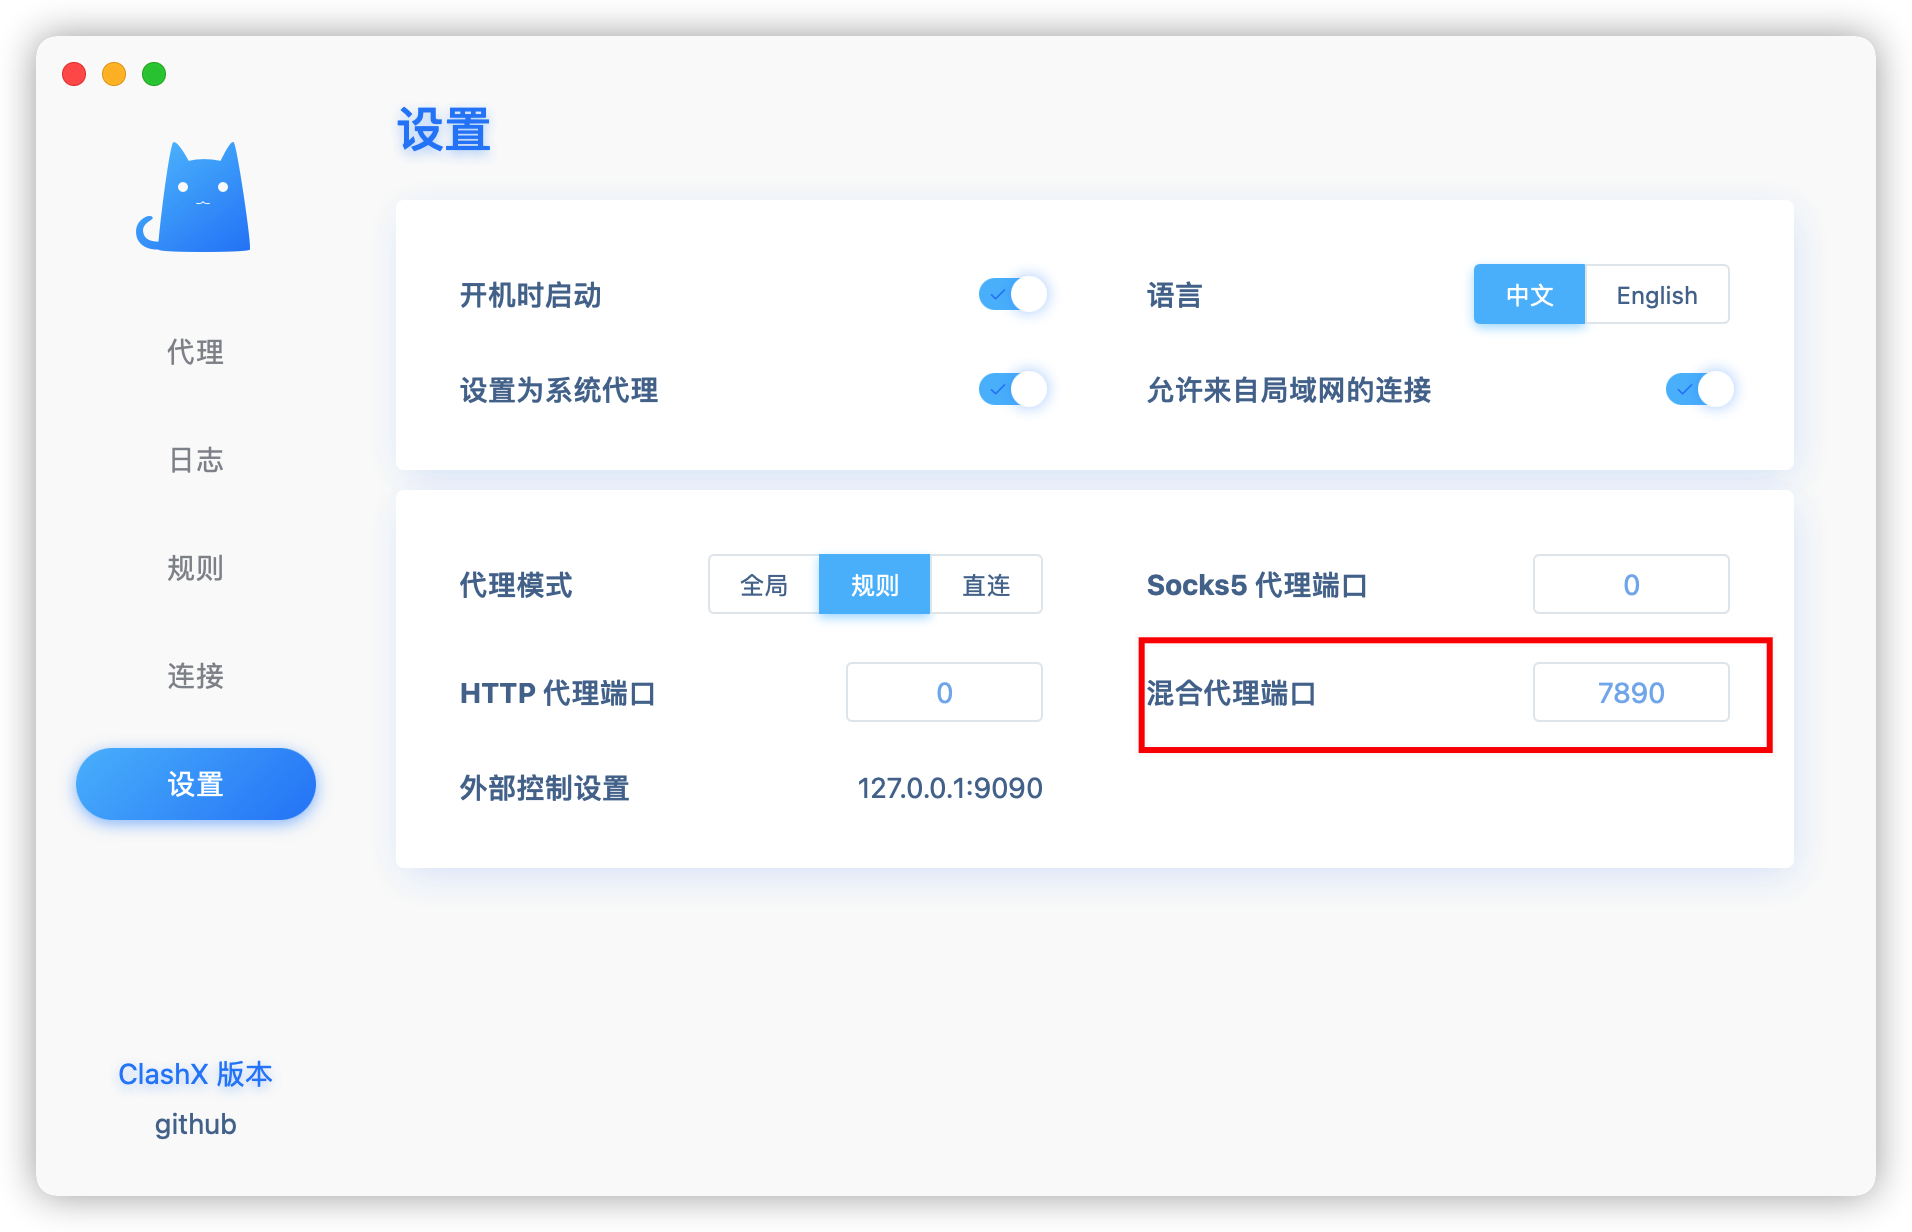 设置
代理
日志
规则
连接
设置
ClashX 版本
github
开机时启动
语言 中文 English
设置为系统代理
允许来自局域网的连接
代理模式 全局 规则 直连
Socks5 代理端口 0
HTTP 代理端口 0
混合代理端口 7890
外部控制设置 127.0.0.1:9090